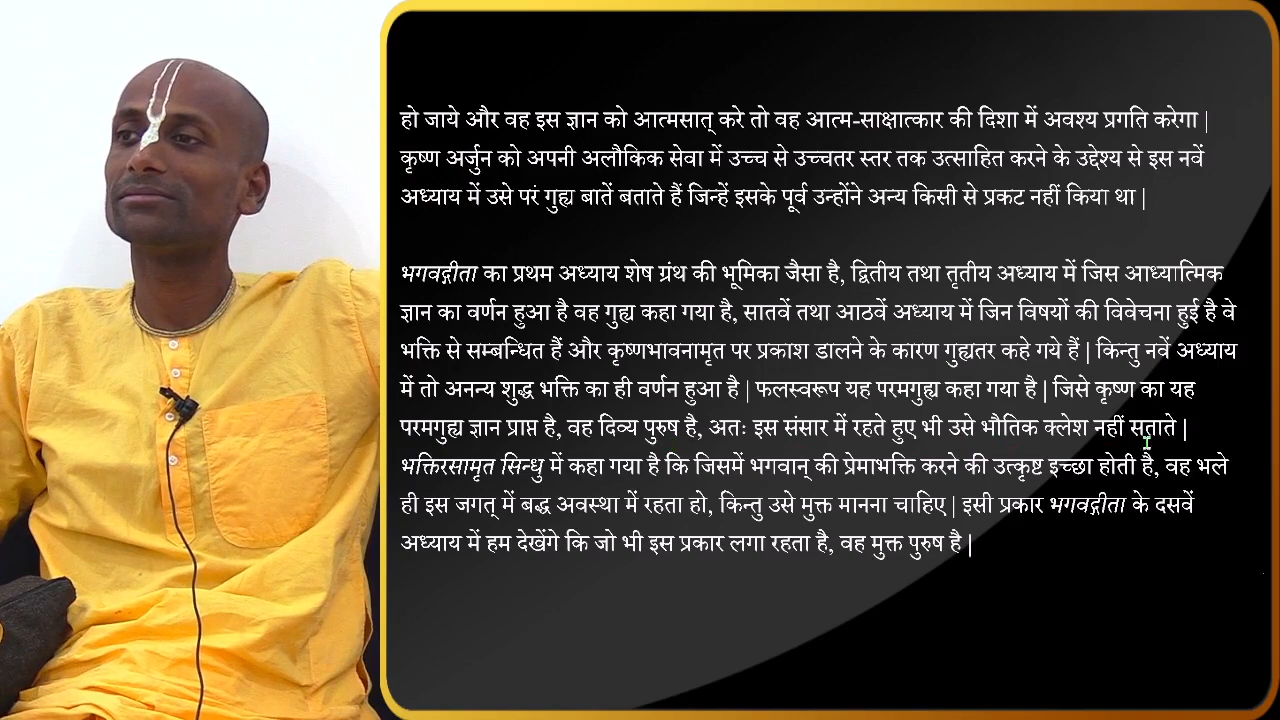 हो जाये और वह इस ज्ञान को आत्मसात् करे तो वह आत्म-साक्षात्कार की दिशा में अवश्य प्रगति करेगा |
कृष्ण अर्जुन को अपनी अलौकिक सेवा में उच्च से उच्चतर स्तर तक उत्साहित करने के उद्देश्य से इस नवें
अध्याय में उसे परं गुह्य बातें बताते हैं जिन्हें इसके पूर्व उन्होंने अन्य किसी से प्रकट नहीं किया था |
भगवद्गीता का प्रथम अध्याय शेष ग्रंथ की भूमिका जैसा है, द्वितीय तथा तृतीय अध्याय में जिस आध्यात्मिक
ज्ञान का वर्णन हुआ है वह गुह्य कहा गया है, सातवें तथा आठवें अध्याय में जिन विषयों की विवेचना हुई है वे
भक्ति से सम्बन्धित हैं और कृष्णभावनामृत पर प्रकाश डालने के कारण गुह्यतर कहे गये हैं | किन्तु नवें अध्याय
में तो अनन्य शुद्ध भक्ति का ही वर्णन हुआ है | फलस्वरूप यह परमगुह्य कहा गया है | जिसे कृष्ण का यह
परमगुह्य ज्ञान प्राप्त है, वह दिव्य पुरुष है, अतः इस संसार में रहते हुए भी उसे भौतिक क्लेश नहीं सताते |
भक्तिरसामृत सिन्धु में कहा गया है कि जिसमें भगवान् की प्रेमाभक्ति करने की उत्कृष्ट इच्छा होती है, वह भले
ही इस जगत् में बद्ध अवस्था में रहता हो, किन्तु उसे मुक्त मानना चाहिए | इसी प्रकार भगवद्गीता के दसवें
अध्याय में हम देखेंगे कि जो भी इस प्रकार लगा रहता है, वह मुक्त पुरुष है |